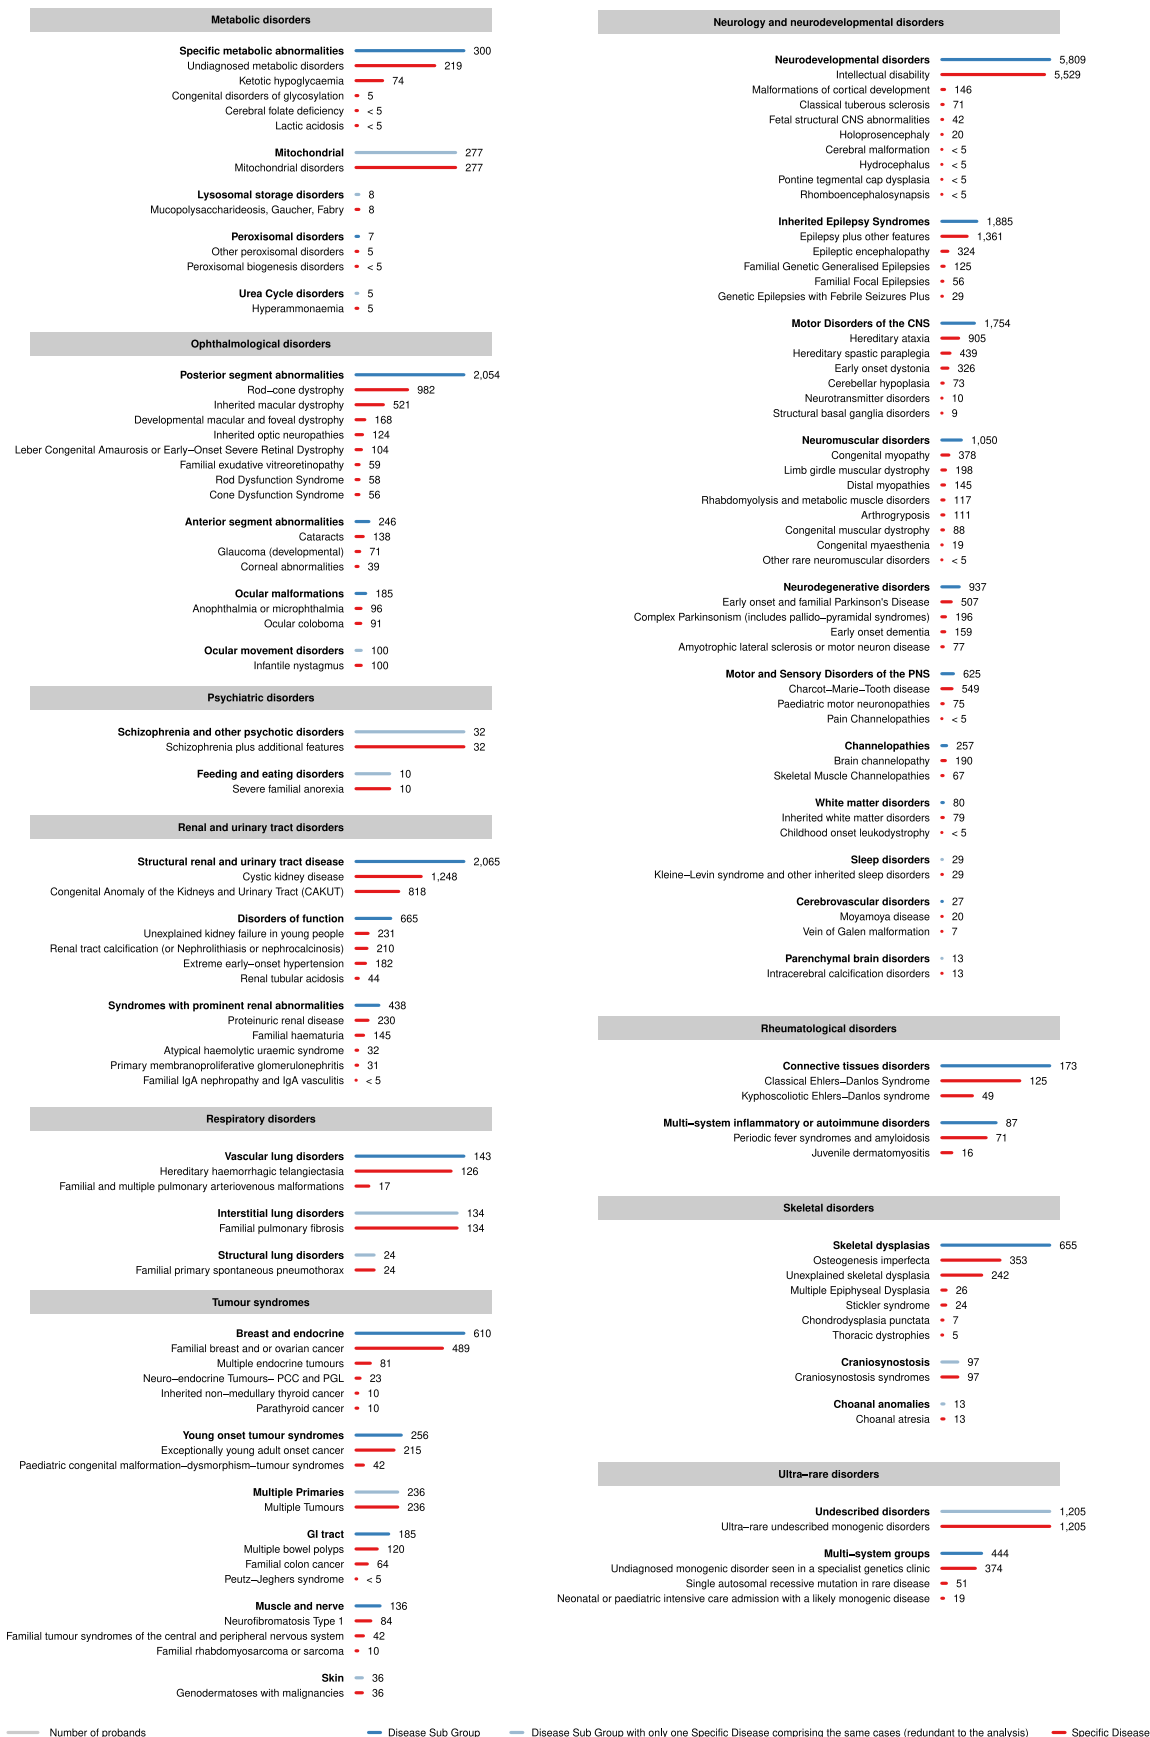 Metabolic disorders
Specific metabolic abnormalities 300
Undiagnosed metabolic disorders 219
Ketotic hypoglycaemia 74
Congenital disorders of glycosylation 5
Cerebral folate deficiency < 5
Lactic acidosis < 5
Mitochondrial 277
Mitochondrial disorders 277
Lysosomal storage disorders 8
Mucopolysaccharideosis, Gaucher, Fabry 8
Peroxisomal disorders 7
Other peroxisomal disorders 5
Peroxisomal biogenesis disorders < 5
Urea Cycle disorders 5
Hyperammonaemia 5
Ophthalmological disorders
Posterior segment abnormalities 2,054
Rod–cone dystrophy 982
Inherited macular dystrophy 521
Developmental macular and foveal dystrophy 168
Inherited optic neuropathies 124
Leber Congenital Amaurosis or Early–Onset Severe Retinal Dystrophy 104
Familial exudative vitreoretinopathy 59
Rod Dysfunction Syndrome 58
Cone Dysfunction Syndrome 56
Anterior segment abnormalities 246
Cataracts 138
Glaucoma (developmental) 71
Corneal abnormalities 39
Ocular malformations 185
Anophthalmia or microphthalmia 96
Ocular coloboma 91
Ocular movement disorders 100
Infantile nystagmus 100
Psychiatric disorders
Schizophrenia and other psychotic disorders 32
Schizophrenia plus additional features 32
Feeding and eating disorders 10
Severe familial anorexia 10
Renal and urinary tract disorders
Structural renal and urinary tract disease 2,065
Cystic kidney disease 1,248
Congenital Anomaly of the Kidneys and Urinary Tract (CAKUT) 818
Disorders of function 665
Unexplained kidney failure in young people 231
Renal tract calcification (or Nephrolithiasis or nephrocalcinosis) 210
Extreme early–onset hypertension 182
Renal tubular acidosis 44
Syndromes with prominent renal abnormalities 438
Proteinuric renal disease 230
Familial haematuria 145
Atypical haemolytic uraemic syndrome 32
Primary membranoproliferative glomerulonephritis 31
Familial IgA nephropathy and IgA vasculitis < 5
Respiratory disorders
Vascular lung disorders 143
Hereditary haemorrhagic telangiectasia 126
Familial and multiple pulmonary arteriovenous malformations 17
Interstitial lung disorders 134
Familial pulmonary fibrosis 134
Structural lung disorders 24
Familial primary spontaneous pneumothorax 24
Tumour syndromes
Breast and endocrine 610
Familial breast and or ovarian cancer 489
Multiple endocrine tumours 81
Neuro–endocrine Tumours– PCC and PGL 23
Inherited non–medullary thyroid cancer 10
Parathyroid cancer 10
Young onset tumour syndromes 256
Exceptionally young adult onset cancer 215
Paediatric congenital malformation–dysmorphism–tumour syndromes 42
Multiple Primaries 236
Multiple Tumours 236
GI tract 185
Multiple bowel polyps 120
Familial colon cancer 64
Peutz–Jeghers syndrome < 5
Muscle and nerve 136
Neurofibromatosis Type 1 84
Familial tumour syndromes of the central and peripheral nervous system 42
Familial rhabdomyosarcoma or sarcoma 10
Skin 36
Genodermatoses with malignancies 36
Neurology and neurodevelopmental disorders
Neurodevelopmental disorders 5,809
Intellectual disability 5,529
Malformations of cortical development 146
Classical tuberous sclerosis 71
Fetal structural CNS abnormalities 42
Holoprosencephaly 20
Cerebral malformation < 5
Hydrocephalus < 5
Pontine tegmental cap dysplasia < 5
Rhomboencephalosynapsis < 5
Inherited Epilepsy Syndromes 1,885
Epilepsy plus other features 1,361
Epileptic encephalopathy 324
Familial Genetic Generalised Epilepsies 125
Familial Focal Epilepsies 56
Genetic Epilepsies with Febrile Seizures Plus 29
Motor Disorders of the CNS 1,754
Hereditary ataxia 905
Hereditary spastic paraplegia 439
Early onset dystonia 326
Cerebellar hypoplasia 73
Neurotransmitter disorders 10
Structural basal ganglia disorders 9
Neuromuscular disorders 1,050
Congenital myopathy 378
Limb girdle muscular dystrophy 198
Distal myopathies 145
Rhabdomyolysis and metabolic muscle disorders 117
Arthrogryposis 111
Congenital muscular dystrophy 88
Congenital myaesthenia 19
Other rare neuromuscular disorders < 5
Neurodegenerative disorders 937
Early onset and familial Parkinson's Disease 507
Complex Parkinsonism (includes pallido–pyramidal syndromes) 196
Early onset dementia 159
Amyotrophic lateral sclerosis or motor neuron disease 77
Motor and Sensory Disorders of the PNS 625
Charcot–Marie–Tooth disease 549
Paediatric motor neuronopathies 75
Pain Channelopathies < 5
Channelopathies 257
Brain channelopathy 190
Skeletal Muscle Channelopathies 67
White matter disorders 80
Inherited white matter disorders 79
Childhood onset leukodystrophy < 5
Sleep disorders 29
Kleine–Levin syndrome and other inherited sleep disorders 29
Cerebrovascular disorders 27
Moyamoya disease 20
Vein of Galen malformation 7
Parenchymal brain disorders 13
Intracerebral calcification disorders 13
Rheumatological disorders
Connective tissues disorders 173
Classical Ehlers–Danlos Syndrome 125
Kyphoscoliotic Ehlers–Danlos syndrome 49
Multi–system inflammatory or autoimmune disorders 87
Periodic fever syndromes and amyloidosis 71
Juvenile dermatomyositis 16
Skeletal disorders
Skeletal dysplasias 655
Osteogenesis imperfecta 353
Unexplained skeletal dysplasia 242
Multiple Epiphyseal Dysplasia 26
Stickler syndrome 24
Chondrodysplasia punctata 7
Thoracic dystrophies 5
Craniosynostosis 97
Craniosynostosis syndromes 97
Choanal anomalies 13
Choanal atresia 13
Ultra–rare disorders
Undescribed disorders 1,205
Ultra–rare undescribed monogenic disorders 1,205
Multi–system groups 444
Undiagnosed monogenic disorder seen in a specialist genetics clinic 374
Single autosomal recessive mutation in rare disease 51
Neonatal or paediatric intensive care admission with a likely monogenic disease 19
Number of probands Disease Sub Group Disease Sub Group with only one Specific Disease comprising the same cases (redundant to the analysis) Specific Disease